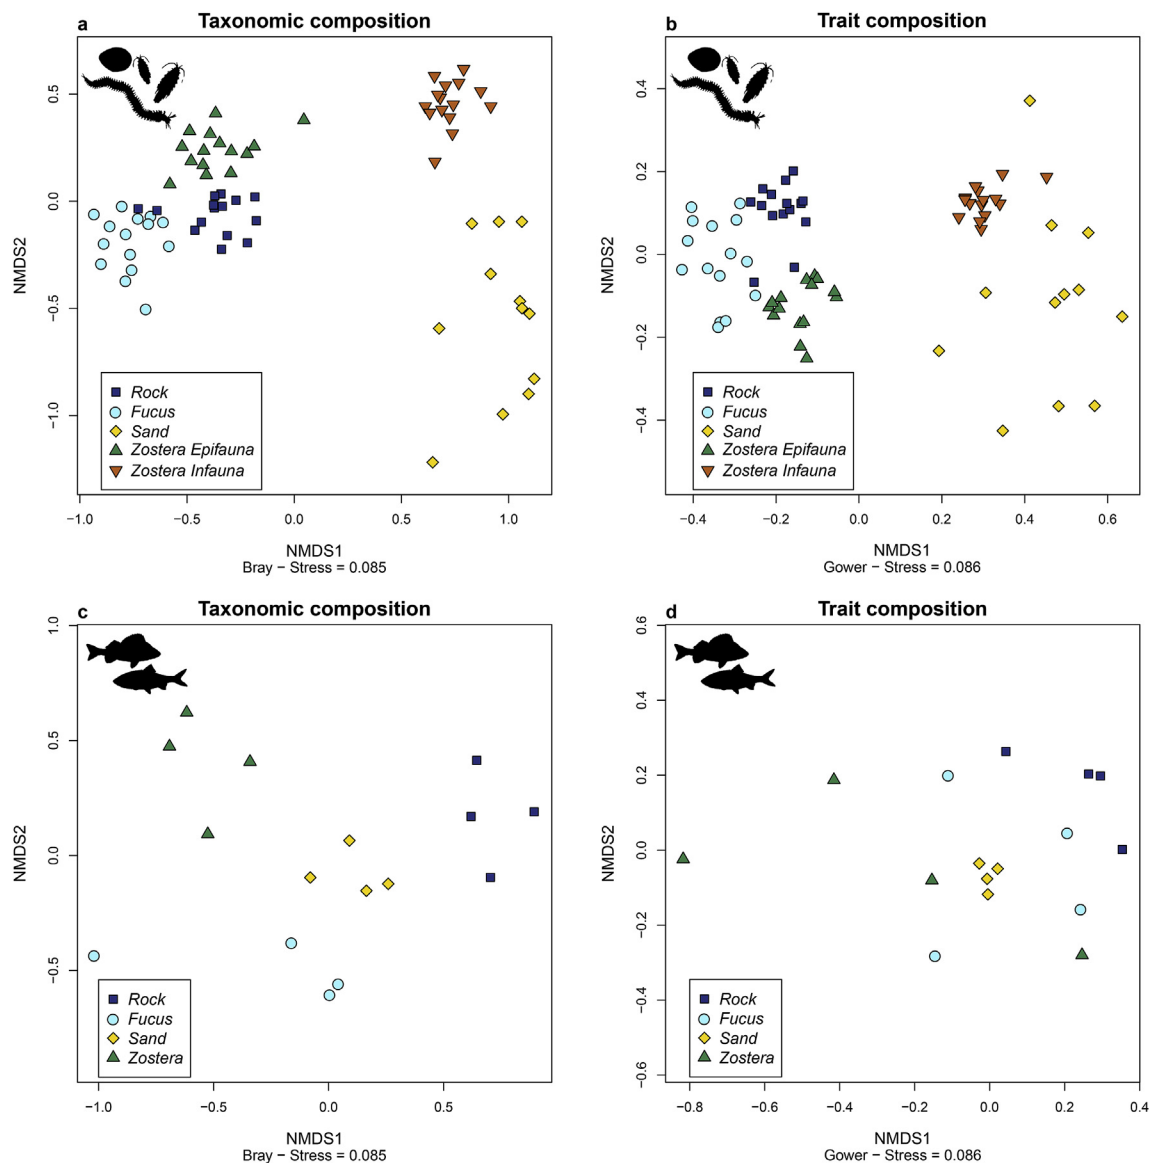 a Taxonomic composition
0.5
0.0
−0.5
−1.0
NMDS2
Rock
Fucus
Sand
Zostera Epifauna
Zostera Infauna
−1.0 −0.5 0.0 0.5 1.0
NMDS1
Bray − Stress = 0.085
b Trait composition
0.4
0.2
0.0
−0.2
−0.4
NMDS2
Rock
Fucus
Sand
Zostera Epifauna
Zostera Infauna
−0.4 −0.2 0.0 0.2 0.4 0.6
NMDS1
Gower − Stress = 0.086
c Taxonomic composition
1.0
0.5
0.0
−0.5
NMDS2
Rock
Fucus
Sand
Zostera
−1.0 −0.5 0.0 0.5
NMDS1
Bray − Stress = 0.085
d Trait composition
0.6
0.4
0.2
0.0
−0.2
−0.4
−0.6
NMDS2
Rock
Fucus
Sand
Zostera
−0.8 −0.6 −0.4 −0.2 0.0 0.2 0.4
NMDS1
Gower − Stress = 0.086